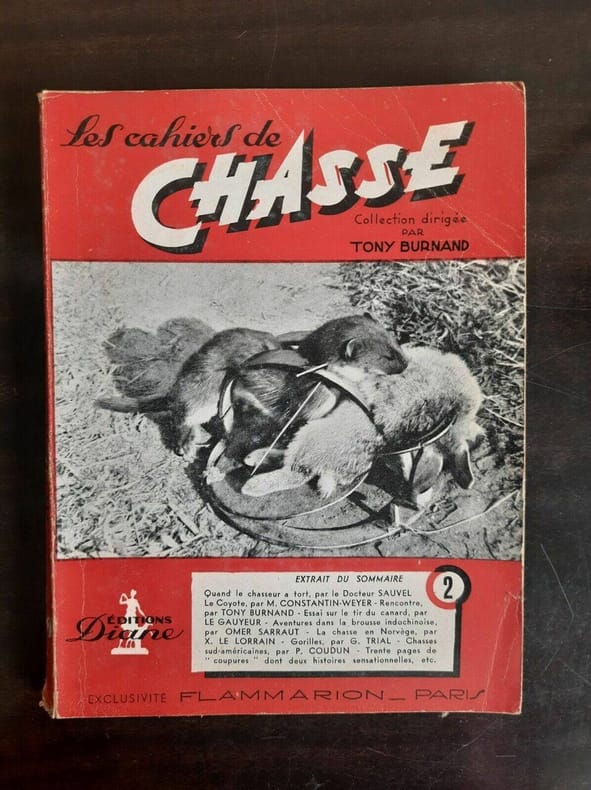 Les cahiers de
CHASSE
Collection dirigée
PAR
TONY BURNAND
EXTRAIT DU SOMMAIRE
2
Quand le chasseur a tort, par le Docteur SAUVEL
Le Coyote, par M. CONSTANTIN-WEYER - Rencontre,
par TONY BURNAND - Essai sur le tir du canard, par
LE GAUYEUR - Aventures dans la brousse indochinoise,
par OMER SARRAUT - La chasse en Norvège, par
X. LE LORRAIN - Gorilles, par G. TRIAL - Chasses
sud-américaines, par P. COUDUN - Trente pages de
" coupures " dont deux histoires sensationnelles, etc.
ÉDITIONS
Diane
EXCLUSIVITÉ FLAMMARION_PARIS